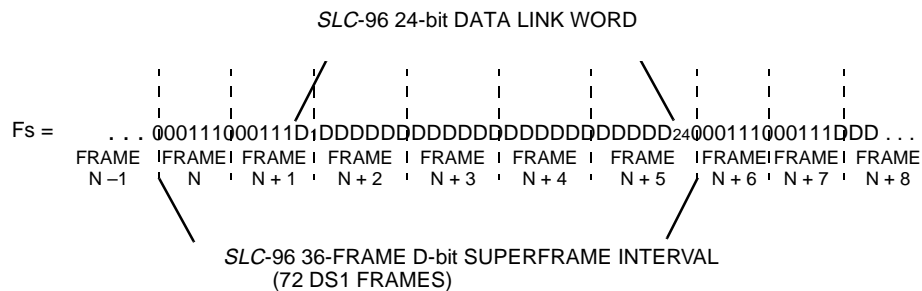 SLC-96 24-bit DATA LINK WORD
Fs = . . . 000111000111D1DDDDDDDDDDDDDDDDDDDDDDD24000111000111DDD . . .
FRAME FRAME FRAME FRAME FRAME FRAME FRAME FRAME FRAME FRAME
N –1 N N + 1 N + 2 N + 3 N + 4 N + 5 N + 6 N + 7 N + 8
SLC-96 36-FRAME D-bit SUPERFRAME INTERVAL
(72 DS1 FRAMES)